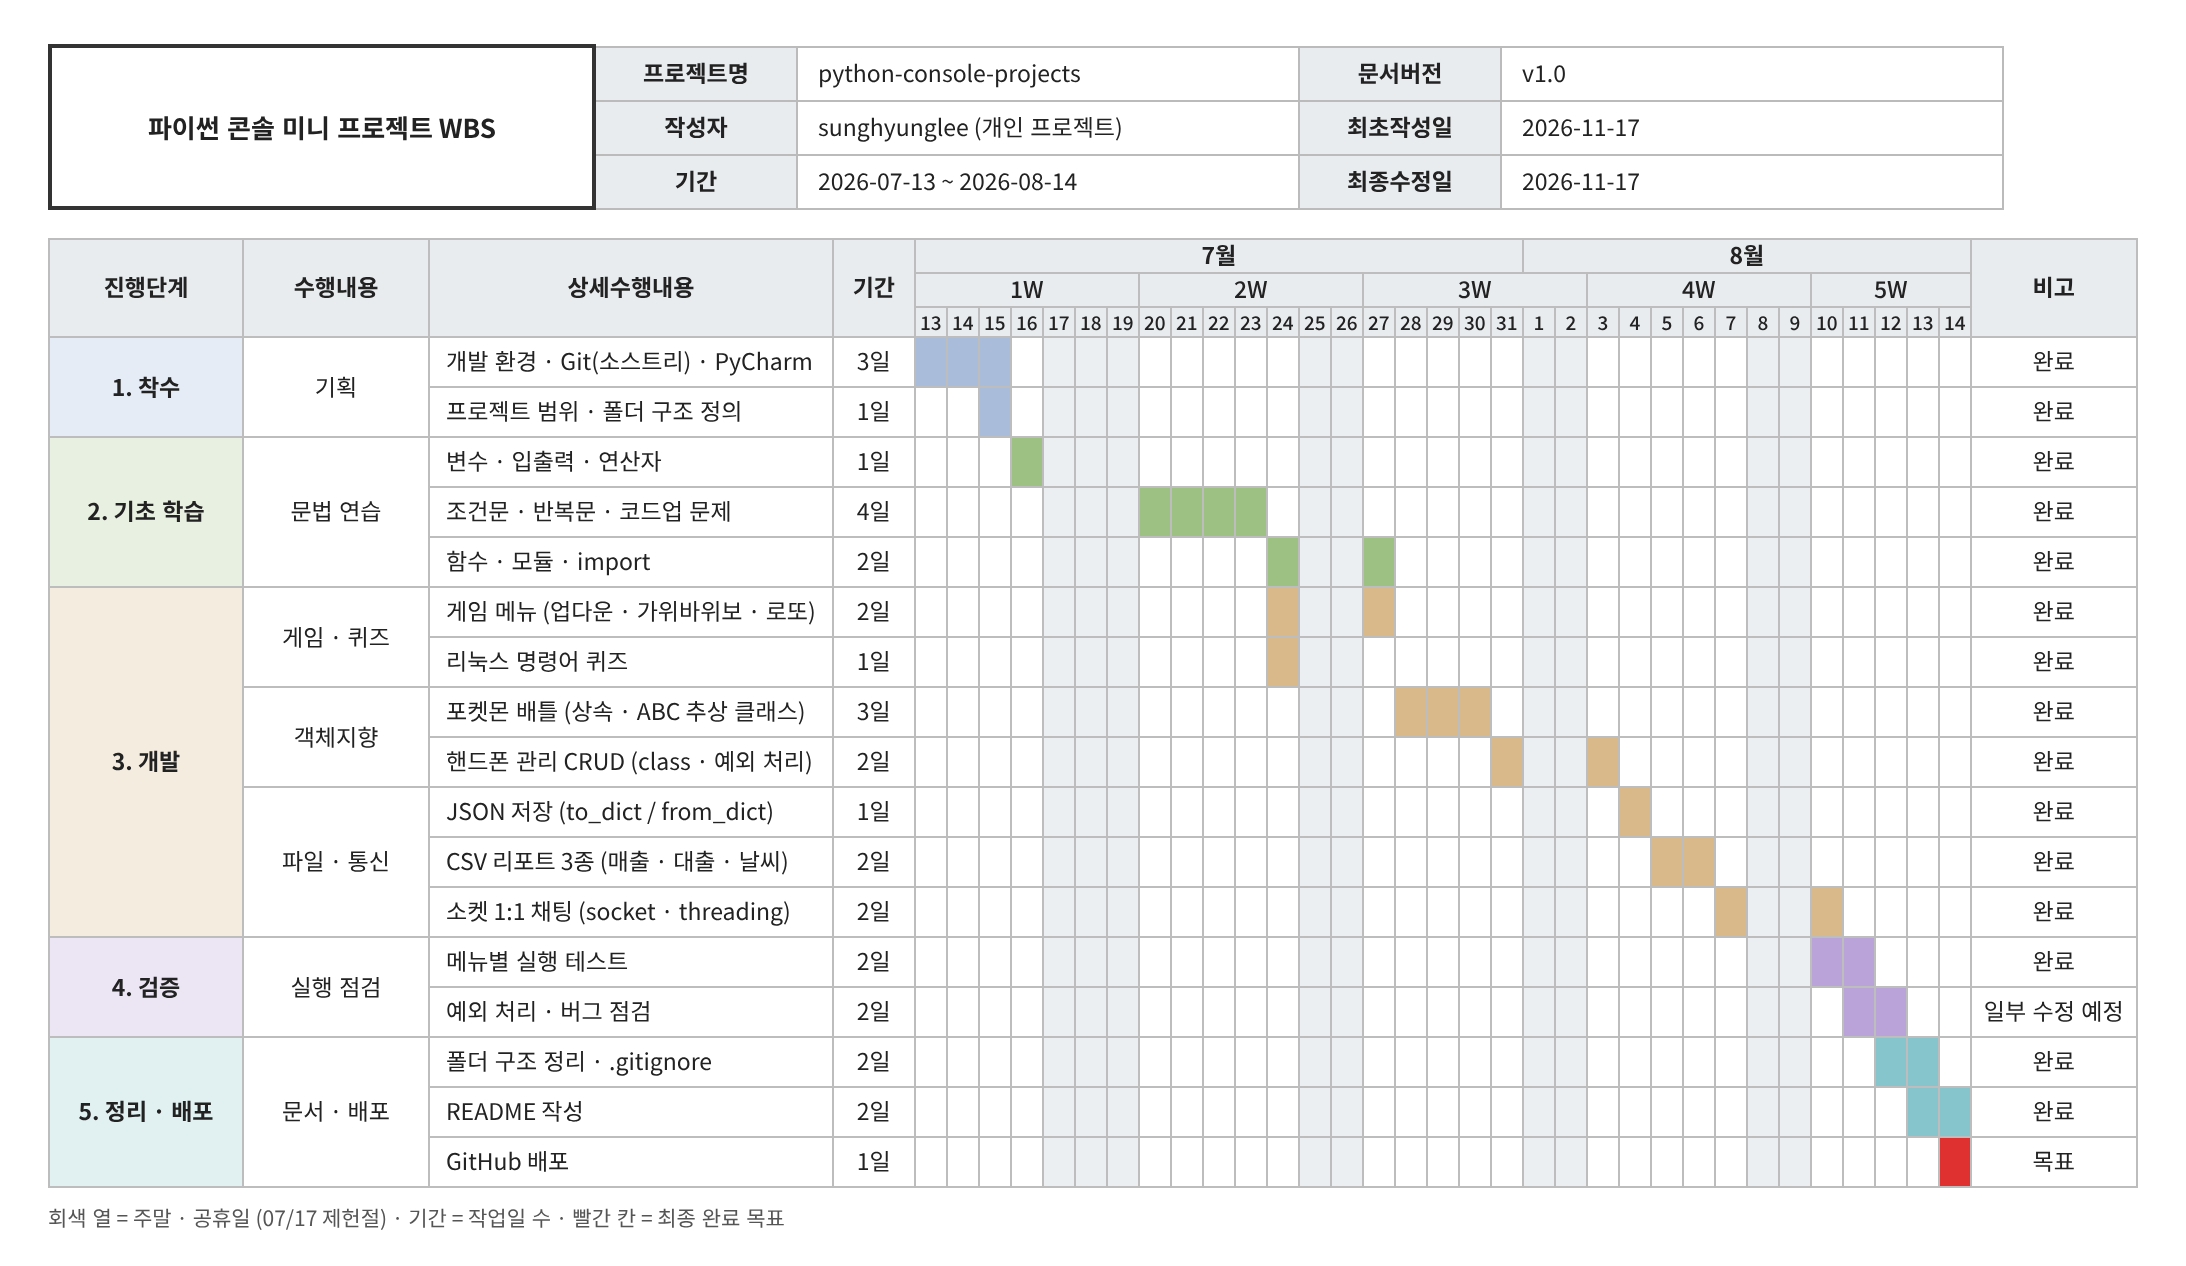 파이썬 콘솔 미니 프로젝트 WBS
프로젝트명 python-console-projects 문서버전 v1.0
작성자 sunghyunglee (개인 프로젝트) 최초작성일 2026-11-17
기간 2026-07-13 ~ 2026-08-14 최종수정일 2026-11-17
진행단계 수행내용 상세수행내용 기간 7월 8월 비고
1W 2W 3W 4W 5W
13 14 15 16 17 18 19 20 21 22 23 24 25 26 27 28 29 30 31 1 2 3 4 5 6 7 8 9 10 11 12 13 14
1. 착수 기획 개발 환경 · Git(소스트리) · PyCharm 3일 완료
프로젝트 범위 · 폴더 구조 정의 1일 완료
2. 기초 학습 문법 연습 변수 · 입출력 · 연산자 1일 완료
조건문 · 반복문 · 코드업 문제 4일 완료
함수 · 모듈 · import 2일 완료
3. 개발 게임 · 퀴즈 게임 메뉴 (업다운 · 가위바위보 · 로또) 2일 완료
리눅스 명령어 퀴즈 1일 완료
객체지향 포켓몬 배틀 (상속 · ABC 추상 클래스) 3일 완료
핸드폰 관리 CRUD (class · 예외 처리) 2일 완료
파일 · 통신 JSON 저장 (to_dict / from_dict) 1일 완료
CSV 리포트 3종 (매출 · 대출 · 날씨) 2일 완료
소켓 1:1 채팅 (socket · threading) 2일 완료
4. 검증 실행 점검 메뉴별 실행 테스트 2일 완료
예외 처리 · 버그 점검 2일 일부 수정 예정
5. 정리 · 배포 문서 · 배포 폴더 구조 정리 · .gitignore 2일 완료
README 작성 2일 완료
GitHub 배포 1일 목표
회색 열 = 주말 · 공휴일 (07/17 제헌절) · 기간 = 작업일 수 · 빨간 칸 = 최종 완료 목표